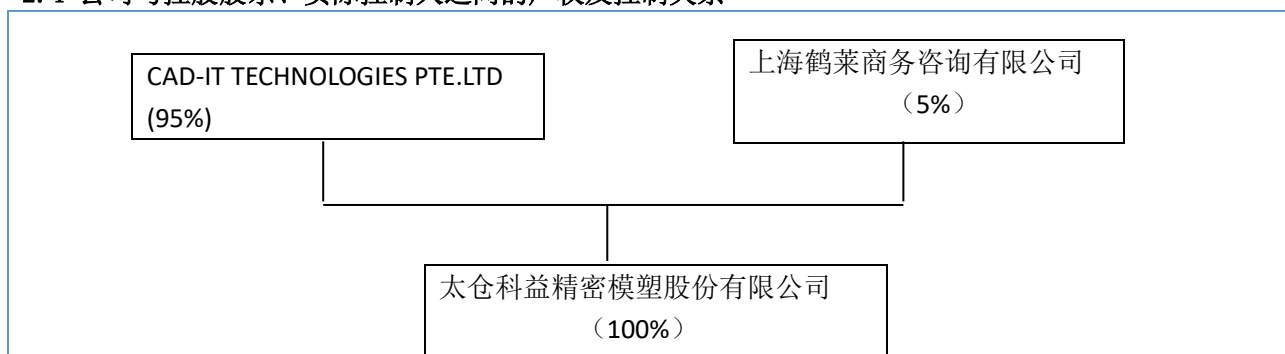 CAD-IT TECHNOLOGIES PTE.LTD
(95%)
上海鹤莱商务咨询有限公司
（5%）
太仓科益精密模塑股份有限公司
（100%）